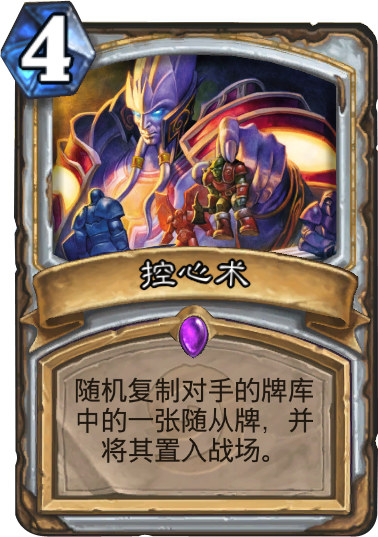 4
控心术
随机复制对手的牌库
中的一张随从牌，并
将其置入战场。